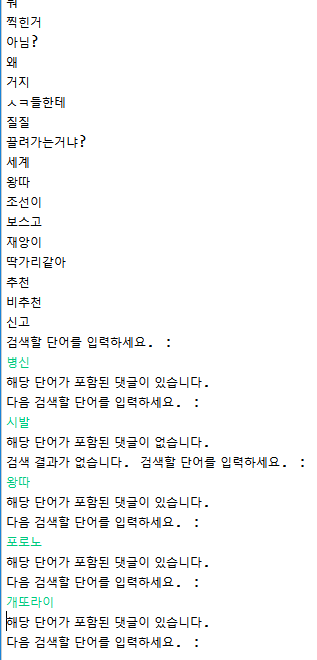 뭐
찍힌거
아님?
왜
거지
ㅅㅋ들한테
질질
끌려가는거냐?
세계
왕따
조선이
보스고
재앙이
딱가리같아
추천
비추천
신고
검색할 단어를 입력하세요. :
병신
해당 단어가 포함된 댓글이 있습니다.
다음 검색할 단어를 입력하세요. :
시발
해당 단어가 포함된 댓글이 없습니다.
검색 결과가 없습니다. 검색할 단어를 입력하세요. :
왕따
해당 단어가 포함된 댓글이 있습니다.
다음 검색할 단어를 입력하세요. :
포로노
해당 단어가 포함된 댓글이 있습니다.
다음 검색할 단어를 입력하세요. :
개또라이
해당 단어가 포함된 댓글이 있습니다.
다음 검색할 단어를 입력하세요. :